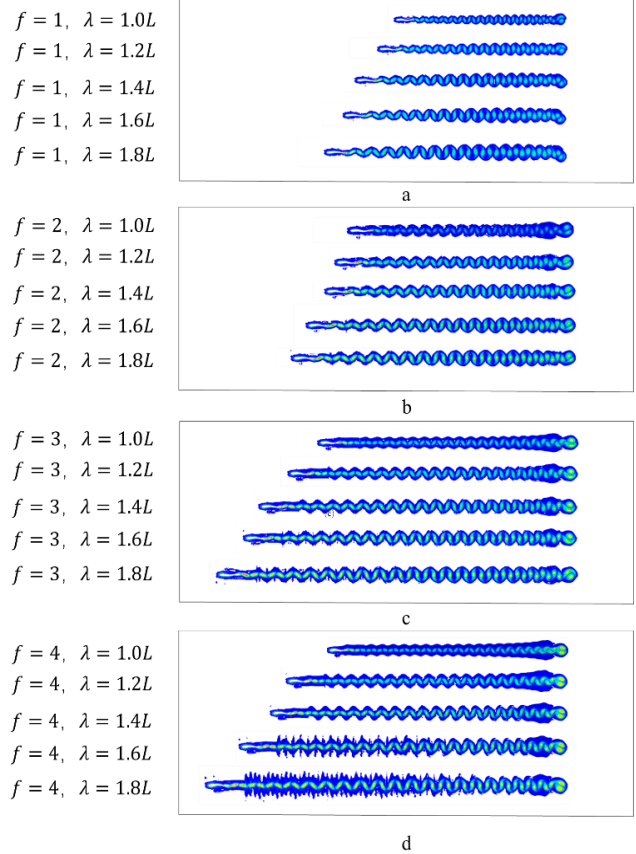 f = 1, λ = 1.0L
f = 1, λ = 1.2L
f = 1, λ = 1.4L
f = 1, λ = 1.6L
f = 1, λ = 1.8L
a
f = 2, λ = 1.0L
f = 2, λ = 1.2L
f = 2, λ = 1.4L
f = 2, λ = 1.6L
f = 2, λ = 1.8L
b
f = 3, λ = 1.0L
f = 3, λ = 1.2L
f = 3, λ = 1.4L
(c)
f = 3, λ = 1.6L
f = 3, λ = 1.8L
c
f = 4, λ = 1.0L
f = 4, λ = 1.2L
f = 4, λ = 1.4L
f = 4, λ = 1.6L
f = 4, λ = 1.8L
d